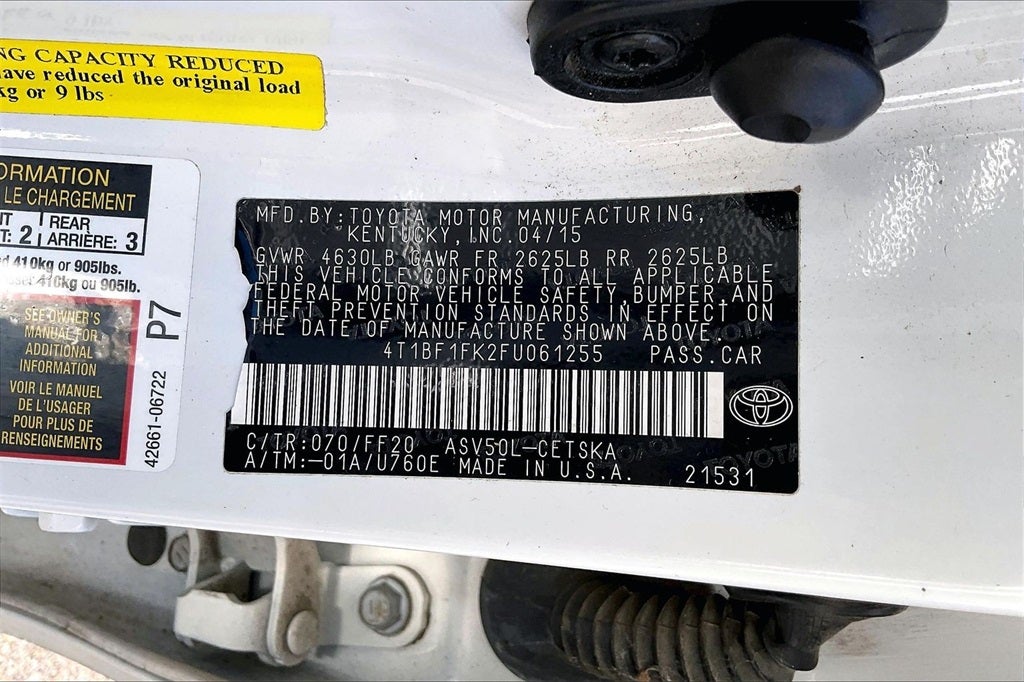 NG CAPACITY REDUCED
have reduced the original load
kg or 9 lbs
ORMATION
LE CHARGEMENT
T: 2 REAR ARRIÈRE: 3
410kg or 905lbs.
410kg ou 905lb.
SEE OWNER'S
MANUAL FOR
ADDITIONAL
INFORMATION
VOIR LE MANUEL
DE L'USAGER
POUR PLUS DE
RENSEIGNEMENTS
P7
42661-06722
MFD.BY:TOYOTA MOTOR MANUFACTURING,
KENTUCKY,INC.04/15
GVWR 4630LB GAWR FR 2625LB RR 2625LB
THIS VEHICLE CONFORMS TO ALL APPLICABLE
FEDERAL MOTOR VEHICLE SAFETY,BUMPER,AND
THEFT PREVENTION STANDARDS IN EFFECT ON
THE DATE OF MANUFACTURE SHOWN ABOVE.
4T1BF1FK2FU061255 PASS.CAR
C/TR:070/FF20 ASV50L-CETSKA
A/TM:-01A/U760E MADE IN U.S.A. 21531
TOYOTA